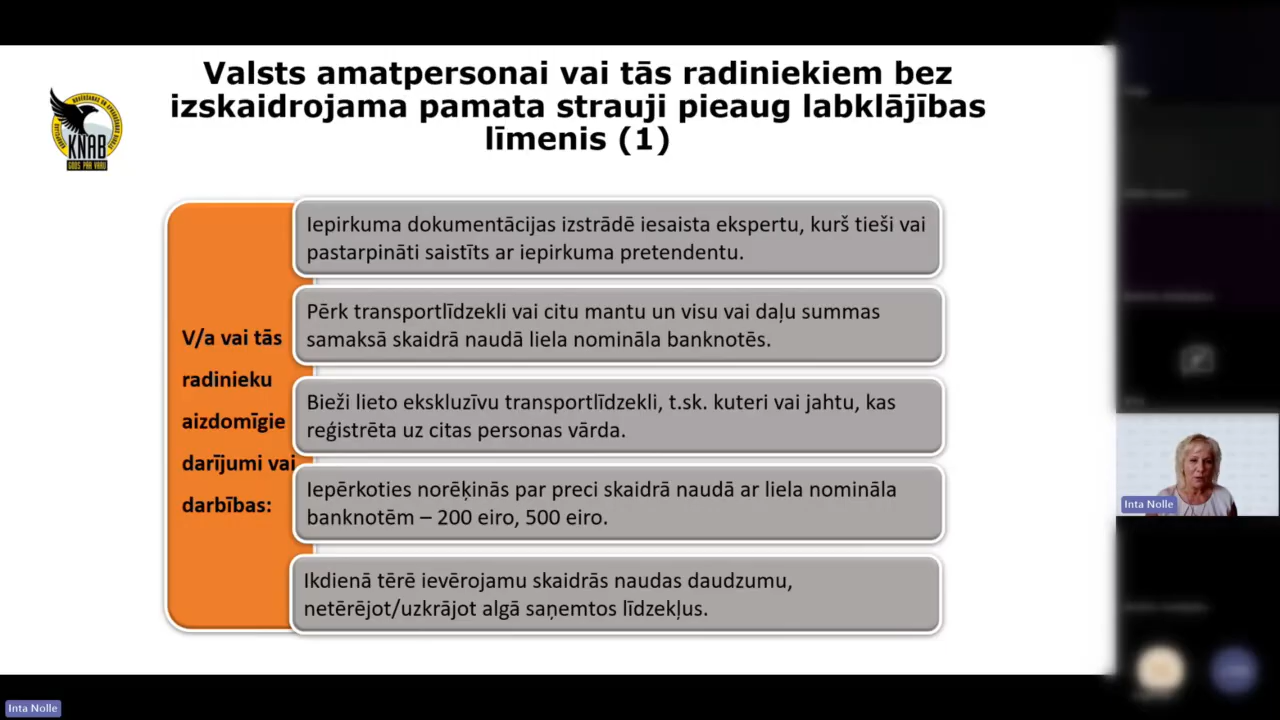 Valsts amatpersonai vai tās radiniekiem bez
izskaidrojama pamata strauji pieaug labklājības
līmenis (1)
KNAB
V/a vai tās
radinieku
aizdomīgie
darījumi vai
darbības:
Iepirkuma dokumentācijas izstrādē iesaista ekspertu, kurš tieši vai
pastarpināti saistīts ar iepirkuma pretendentu.
Pērk transportlīdzekli vai citu mantu un visu vai daļu summas
samaksā skaidrā naudā liela nomināla banknotēs.
Bieži lieto ekskluzīvu transportlīdzekli, t.sk. kuteri vai jahtu, kas
reģistrēta uz citas personas vārda.
Iepērkoties norēķinās par preci skaidrā naudā ar liela nomināla
banknotēm – 200 eiro, 500 eiro.
Ikdienā tērē ievērojamu skaidrās naudas daudzumu,
netērējot/uzkrājot algā saņemtos līdzekļus.
Inta Nolle
Inta Nolle